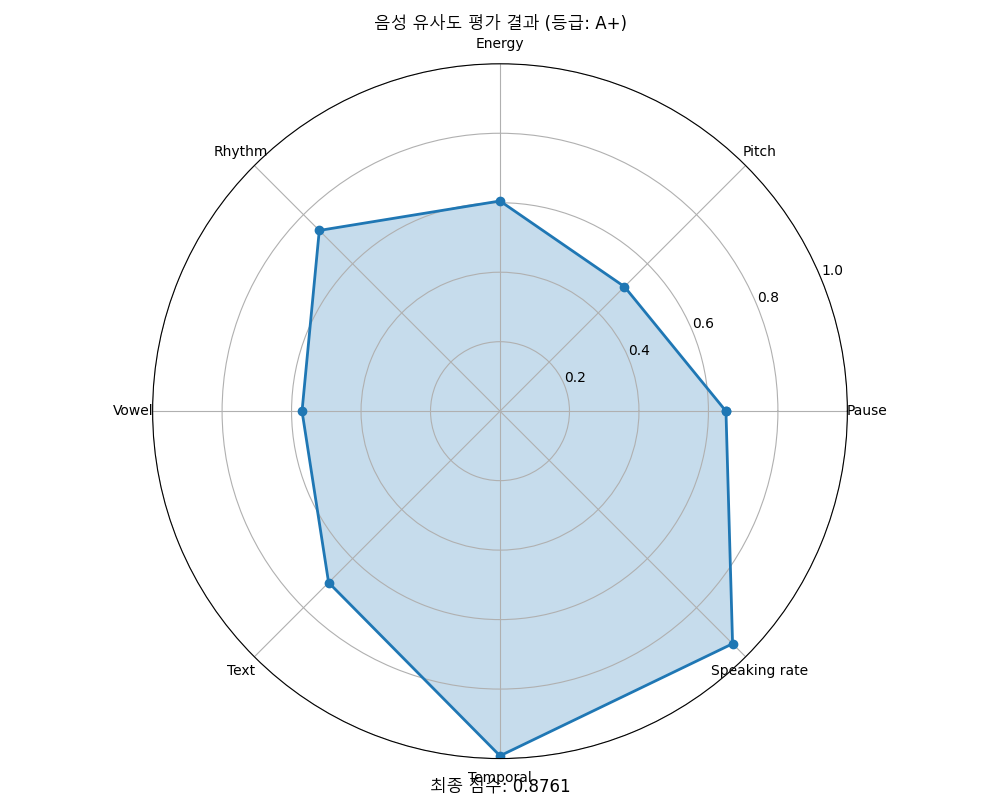 음성 유사도 평가 결과 (등급: A+)
Energy
Rhythm
Pitch
1.0
0.8
0.6
0.4
0.2
Vowel
Pause
Text
Speaking rate
Temporal
최종 점수: 0.8761